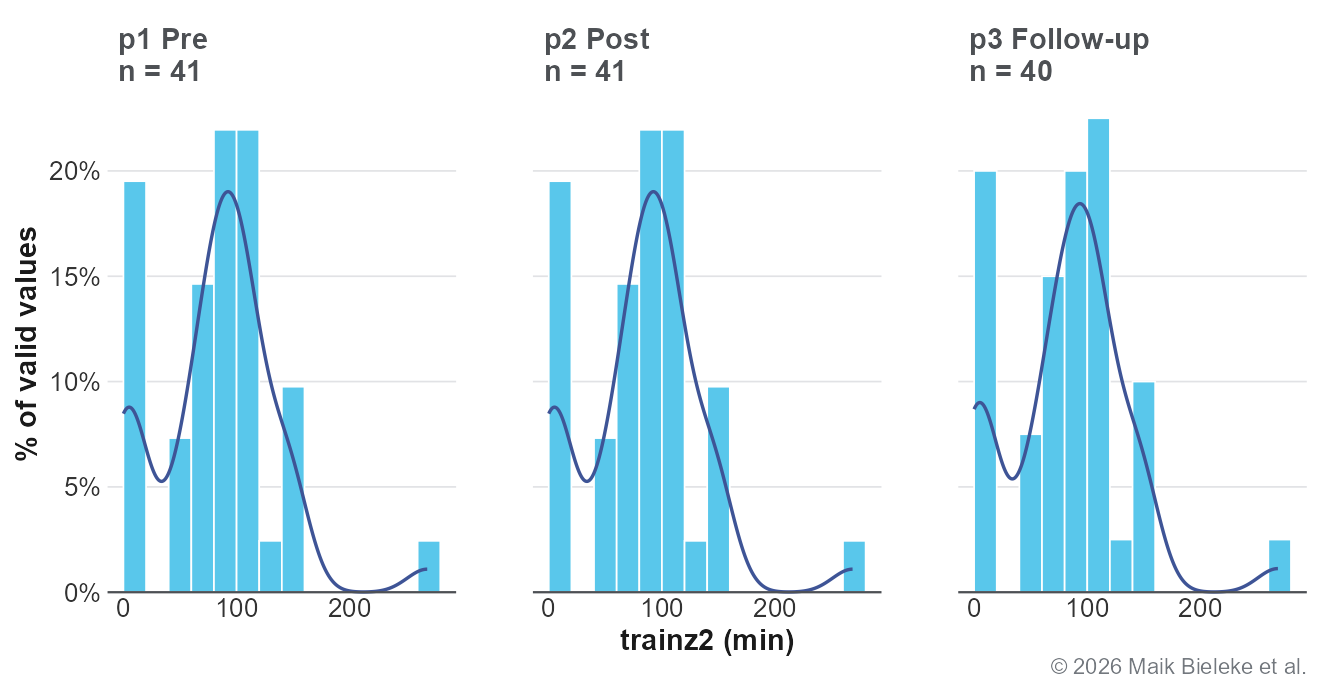 p1 Pre
n = 41
p2 Post
n = 41
p3 Follow-up
n = 40
% of valid values
20%
15%
10%
5%
0%
0 100 200
0 100 200
0 100 200
trainz2 (min)
© 2026 Maik Bieleke et al.